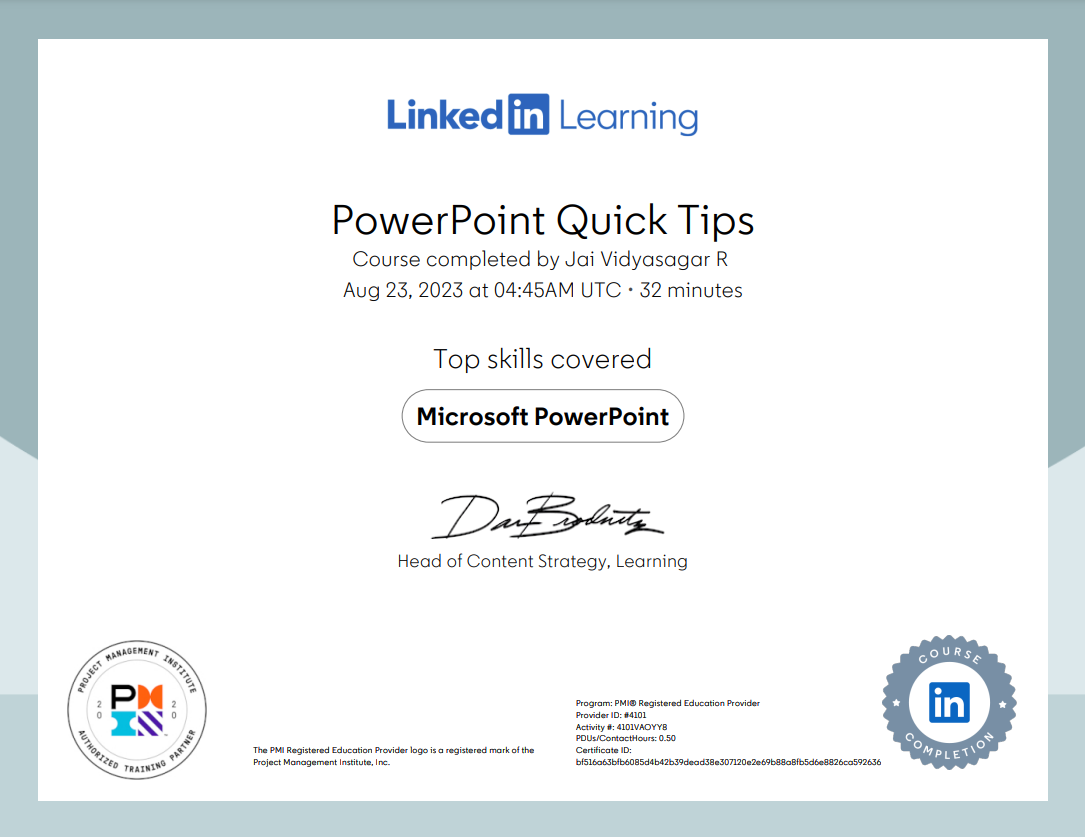 Linked in Learning
PowerPoint Quick Tips
Course completed by Jai Vidyasagar R
Aug 23, 2023 at 04:45AM UTC • 32 minutes
Top skills covered
Microsoft PowerPoint
Dan Brodnitz
Head of Content Strategy, Learning
PROJECT MANAGEMENT INSTITUTE
PMI
20 20
AUTHORIZED TRAINING PARTNER
The PMI Registered Education Provider logo is a registered mark of the
Project Management Institute, Inc.
Program: PMI® Registered Education Provider
Provider ID: #4101
Activity #: 4101VAOYY8
PDUs/ContactHours: 0.50
Certificate ID:
bf516a63bfb6085d4b42b39dead38e307120e2e69b88a8fb5d6e8826ca592636
COURSE
in
COMPLETION